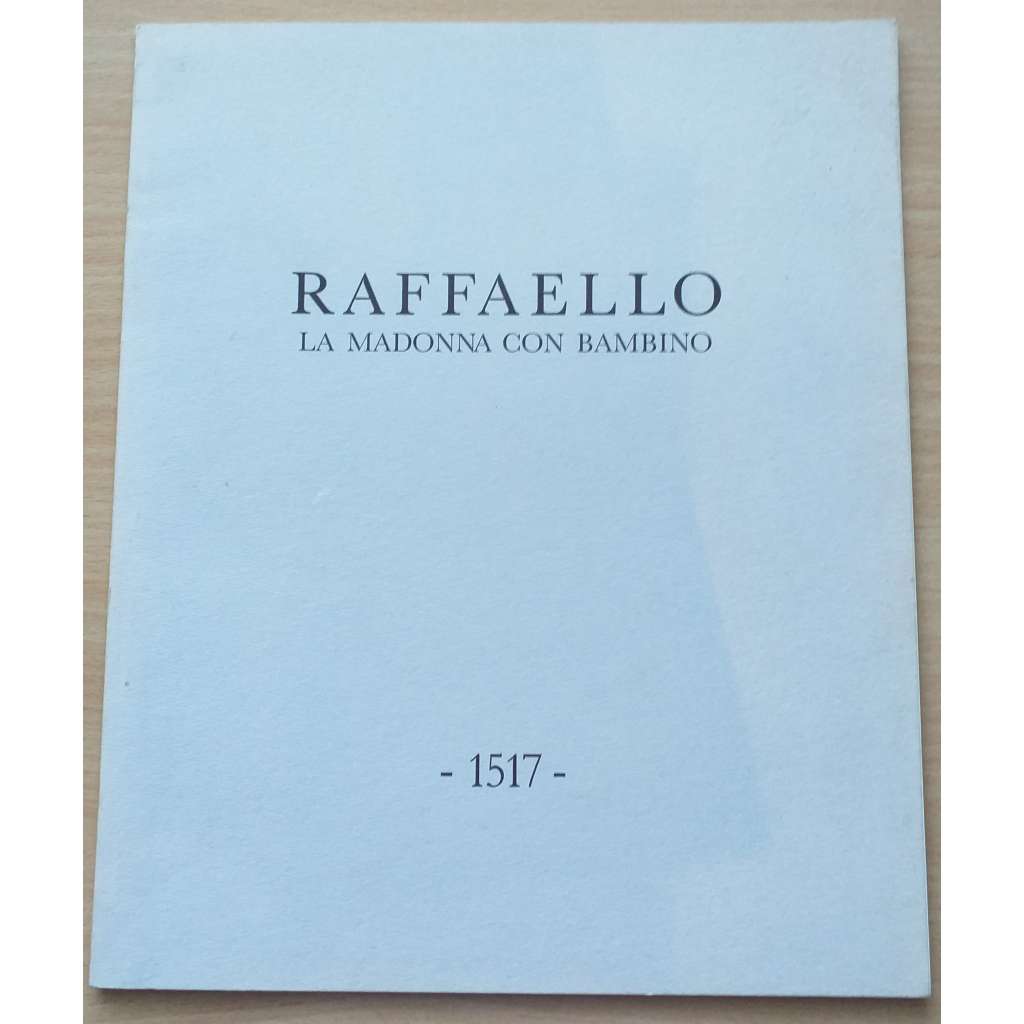 RAFFAELLO
LA MADONNA CON BAMBINO
- 1517 -